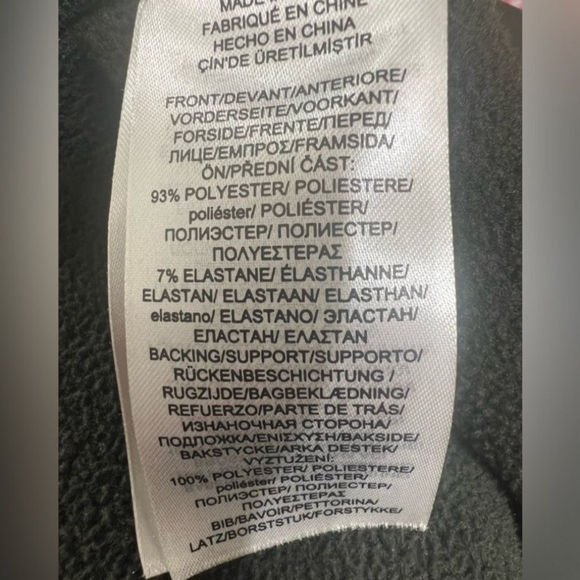 MADE
FABRIQUÉ EN CHINE
HECHO EN CHINA
ÇİN'DE ÜRETİLMİŞTİR
FRONT/DEVANT/ANTERIORE/
VORDERSEITE/VOORKANT/
FORSIDE/FRENTE/ПЕРЕД/
ЛИЦЕ/ΕΜΠΡΟΣ/FRAMSIDA/
ÖN/PŘEDNÍ ČÁST:
93% POLYESTER/ POLIESTERE/
poliéster/ POLIÉSTER/
ПОЛИЭСТЕР/ ПОЛИЕСТЕР/
ΠΟΛΥΕΣΤΕΡΑΣ
7% ELASTANE/ ÉLASTHANNE/
ELASTAN/ ELASTAAN/ ELASTHAN/
elastano/ ELASTANO/ ЭЛАСТАН/
ЕЛАСТАН/ ΕΛΑΣΤΑΝ
BACKING/SUPPORT/SUPPORTO/
RÜCKENBESCHICHTUNG /
RUGZIJDE/BAGBEKLÆDNING/
REFUERZO/PARTE DE TRÁS/
ИЗНАНОЧНАЯ СТОРОНА/
ПОДЛОЖКА/ΕΝΙΣΧΥΣΗ/BAKSIDE/
BAKSTYCKE/ARKA DESTEK/
VYZTUŽENÍ:
100% POLYESTER/ POLIESTERE/
poliéster/ POLIÉSTER/
ПОЛИЭСТЕР/ ПОЛИЕСТЕР/
ΠΟΛΥΕΣΤΕΡΑΣ
BIB/BAVOIR/PETTORINA/
LATZ/BORSTSTUK/FORSTYKKE/